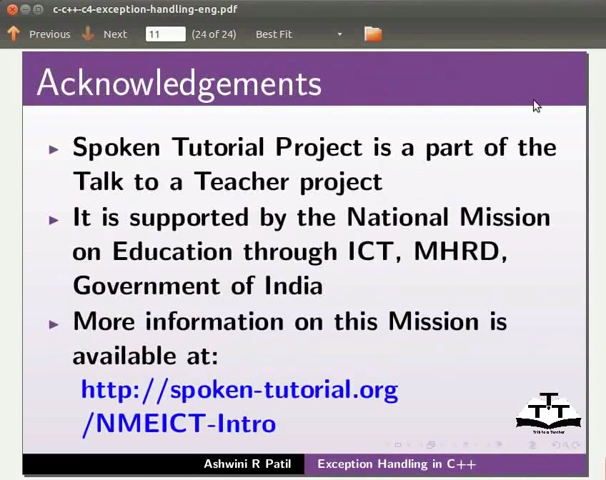 c-c++-c4-exception-handling-eng.pdf
Previous Next 11 (24 of 24) Best Fit
Acknowledgements
Spoken Tutorial Project is a part of the
Talk to a Teacher project
It is supported by the National Mission
on Education through ICT, MHRD,
Government of India
More information on this Mission is
available at:
http://spoken-tutorial.org
/NMEICT-Intro
Ashwini R Patil Exception Handling in C++